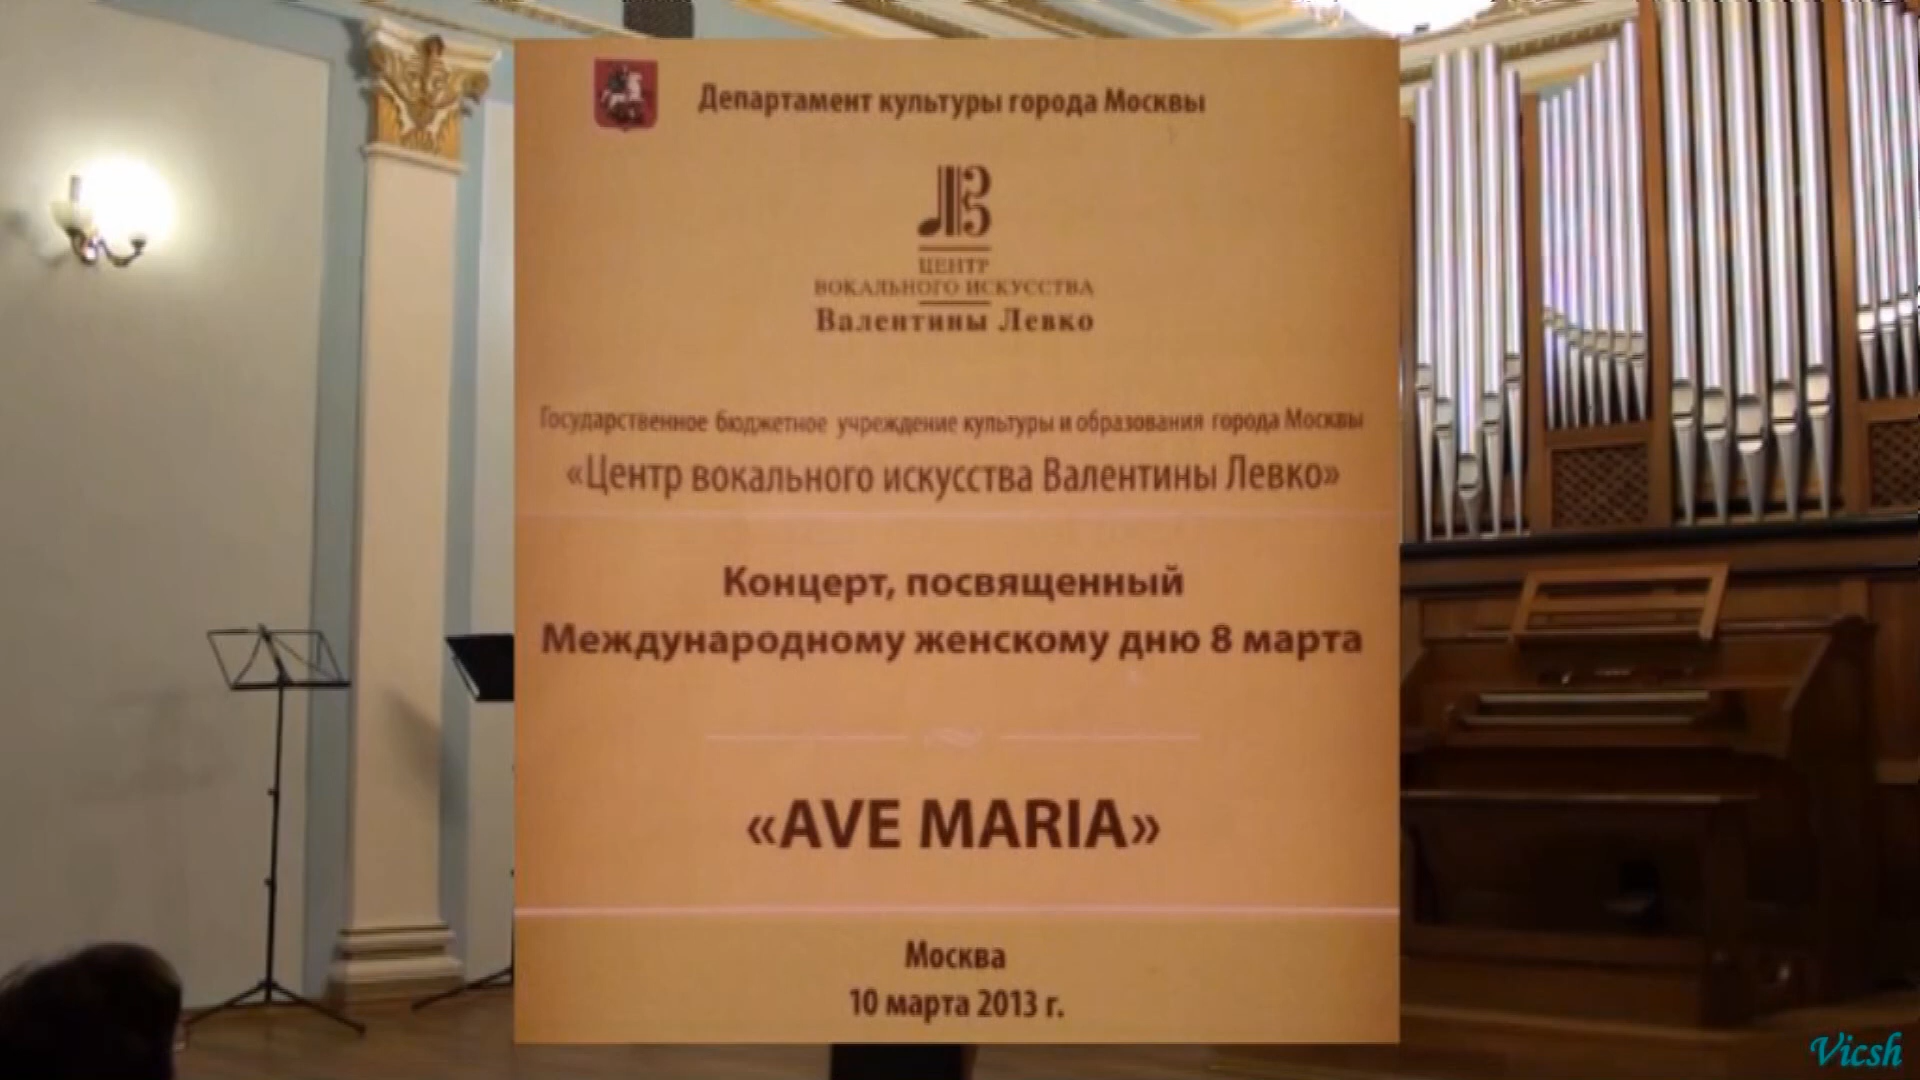 Департамент культуры города Москвы
ЛВ
ЦЕНТР
ВОКАЛЬНОГО ИСКУССТВА
Валентины Левко
Государственное бюджетное учреждение культуры и образования города Москвы
«Центр вокального искусства Валентины Левко»
Концерт, посвященный
Международному женскому дню 8 марта
«AVE MARIA»
Москва
10 марта 2013 г.
Vicsh